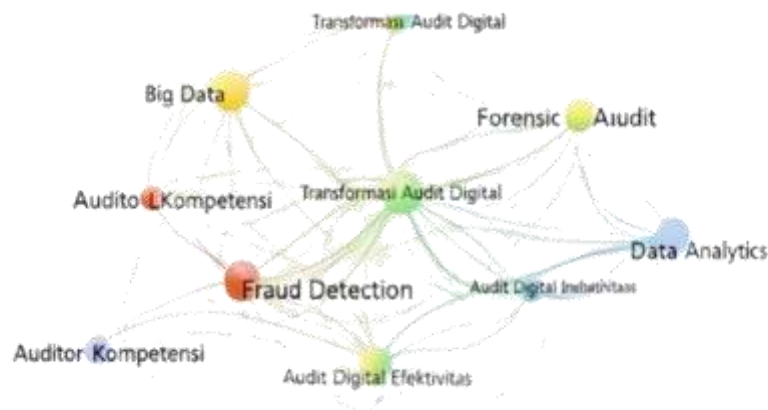 Transformasi Audit Digital
Big Data
Forensic Aıudit
Audito LKompetensi
Transformasi Audit Digital
Data Analytics
Fraud Detection
Audit Digital
Auditor Kompetensi
Audit Digital Efektivitas